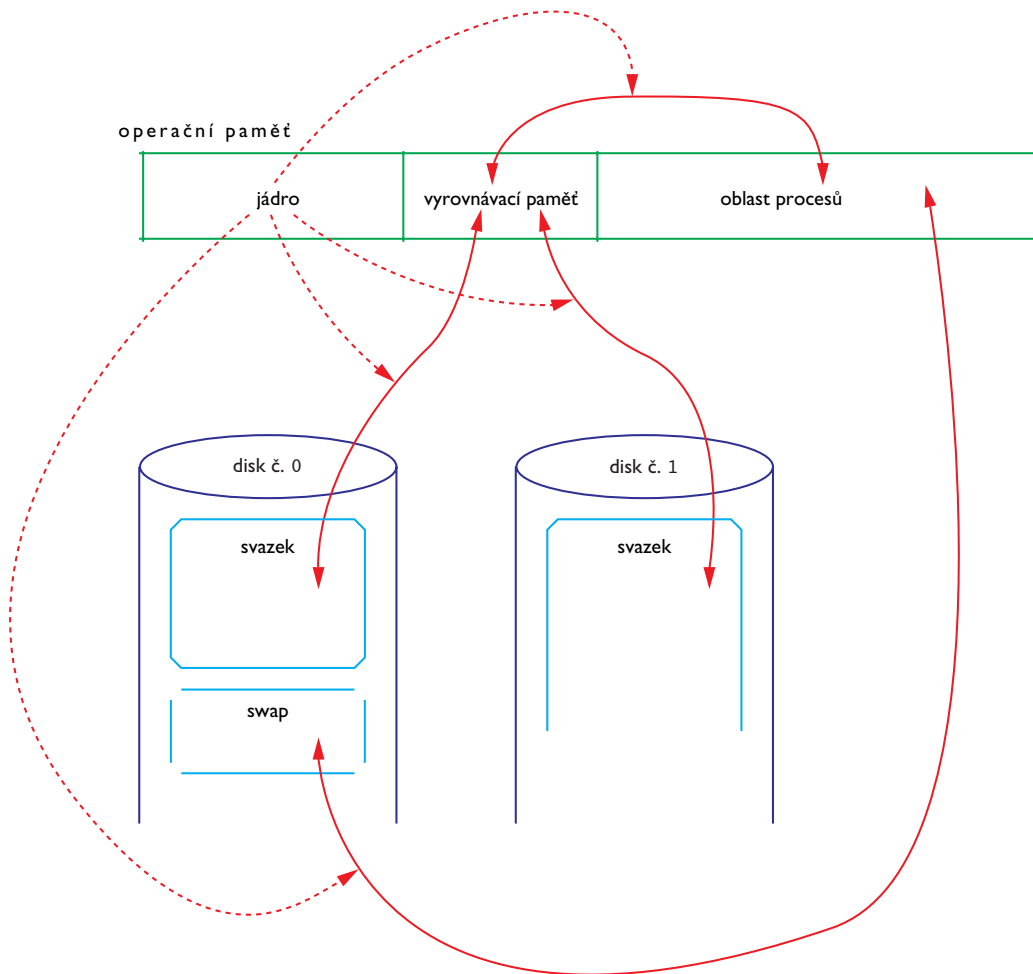 operační paměť
jádro
vyrovnávací paměť
oblast procesů
disk č. 0
disk č. 1
svazek
svazek
swap